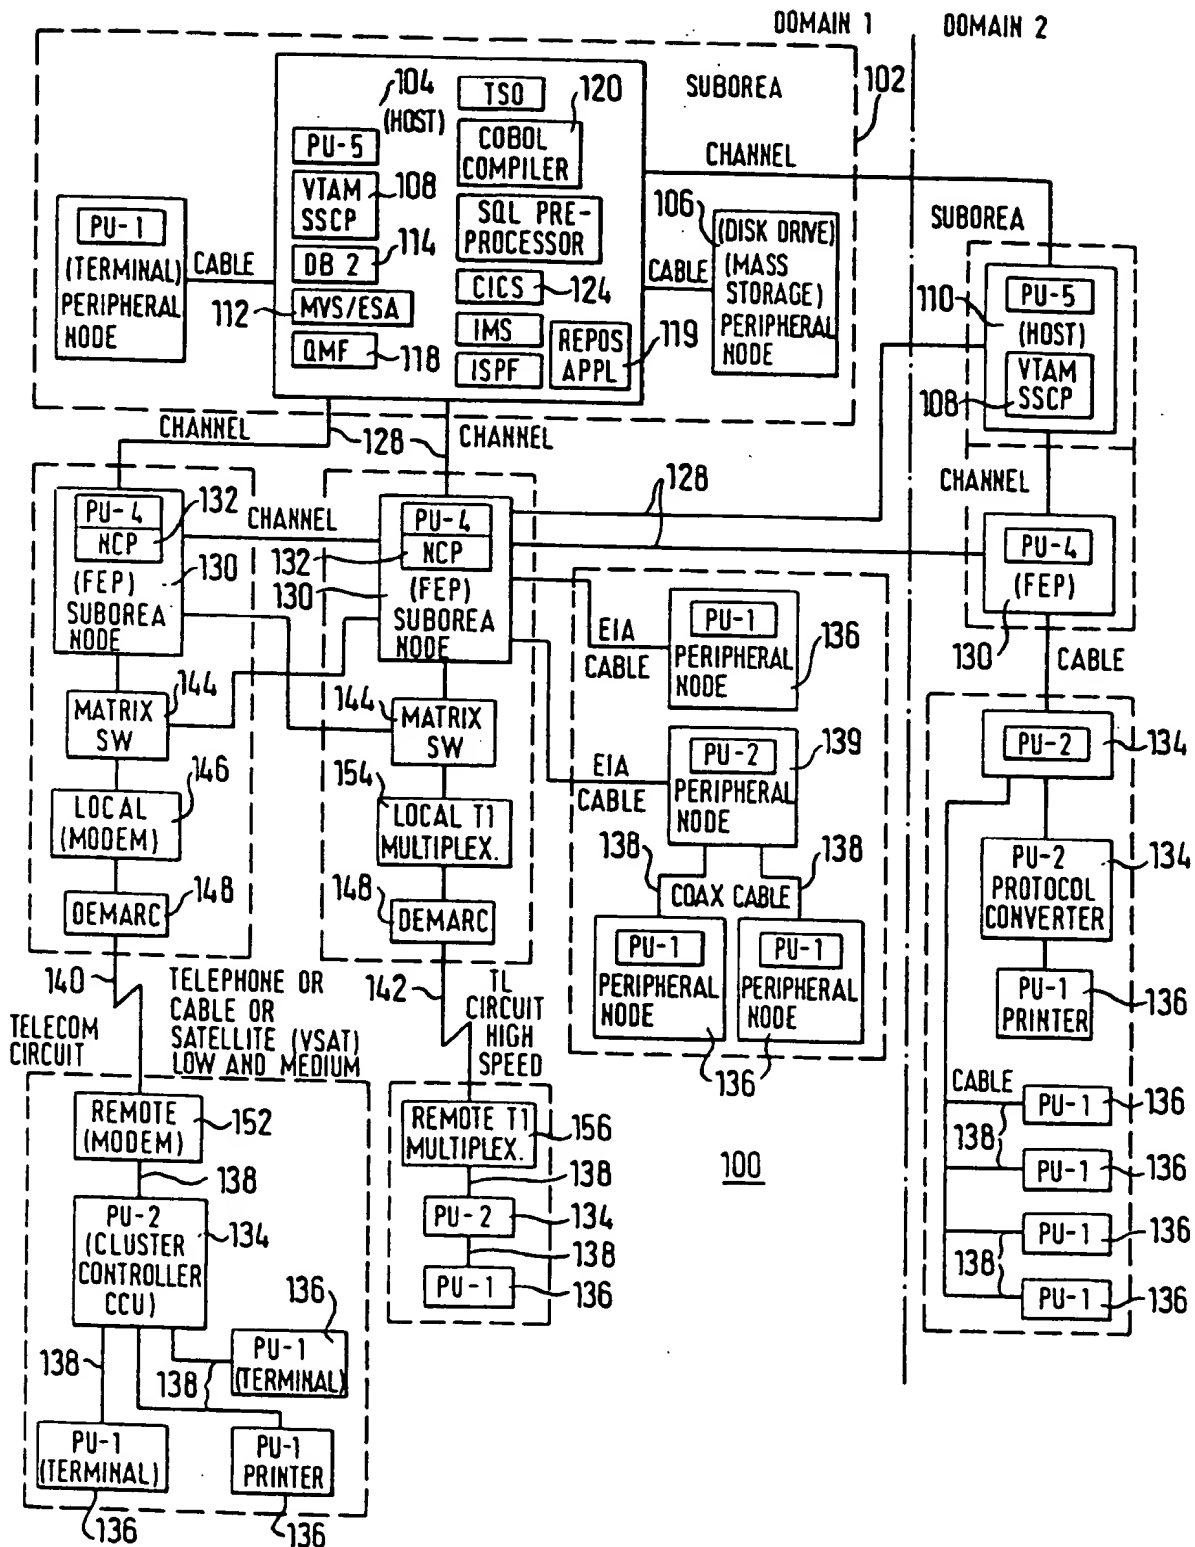 DOMAIN 1
DOMAIN 2
104
(HOST)
TSO
120
SUBOREA
102
PU-5
COBOL
COMPILER
CHANNEL
VTAM
SSCP
108
SQL PRE-
PROCESSOR
106
(DISK DRIVE)
(MASS
STORAGE)
PERIPHERAL
NODE
SUBOREA
PU-1
(TERMINAL)
PERIPHERAL
NODE
CABLE
DB 2
114
CABLE
CICS
124
112
MVS/ESA
IMS
REPOS
APPL
119
QMF
118
ISPF
110
PU-5
(HOST)
VTAM
SSCP
108
CHANNEL
128
CHANNEL
PU-4
NCP
132
(FEP)
130
SUBOREA
NODE
CHANNEL
PU-4
NCP
132
(FEP)
130
SUBOREA
NODE
128
CHANNEL
PU-4
(FEP)
130
CABLE
EIA
CABLE
PU-1
PERIPHERAL
NODE
136
144
MATRIX
SW
144
MATRIX
SW
EIA
CABLE
PU-2
PERIPHERAL
NODE
139
PU-2
134
146
LOCAL
(MODEM)
154
LOCAL T1
MULTIPLEX.
138
138
COAX CABLE
PU-2
PROTOCOL
CONVERTER
134
148
DEMARC
148
DEMARC
PU-1
PERIPHERAL
NODE
PU-1
PERIPHERAL
NODE
136
PU-1
PRINTER
136
140
TELEPHONE OR
CABLE OR
SATELLITE (VSAT)
LOW AND MEDIUM
TELECOM
CIRCUIT
142
TL
CIRCUIT
HIGH
SPEED
CABLE
PU-1
136
138
PU-1
136
PU-1
136
138
PU-1
136
REMOTE
(MODEM)
152
138
PU-2
(CLUSTER
CONTROLLER
CCU)
134
REMOTE T1
MULTIPLEX.
156
138
PU-2
134
138
PU-1
136
100
136
PU-1
(TERMINAL)
138
138
PU-1
(TERMINAL)
136
PU-1
PRINTER
136